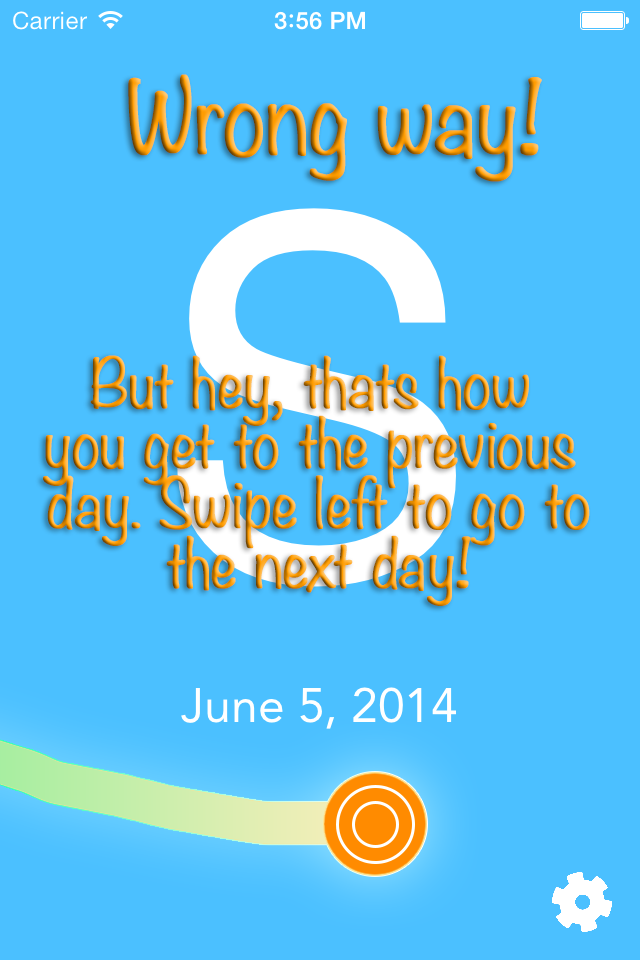 Carrier 3:56 PM
Wrong way!
S
But hey, thats how
you get to the previous
day. Swipe left to go to
the next day!
June 5, 2014